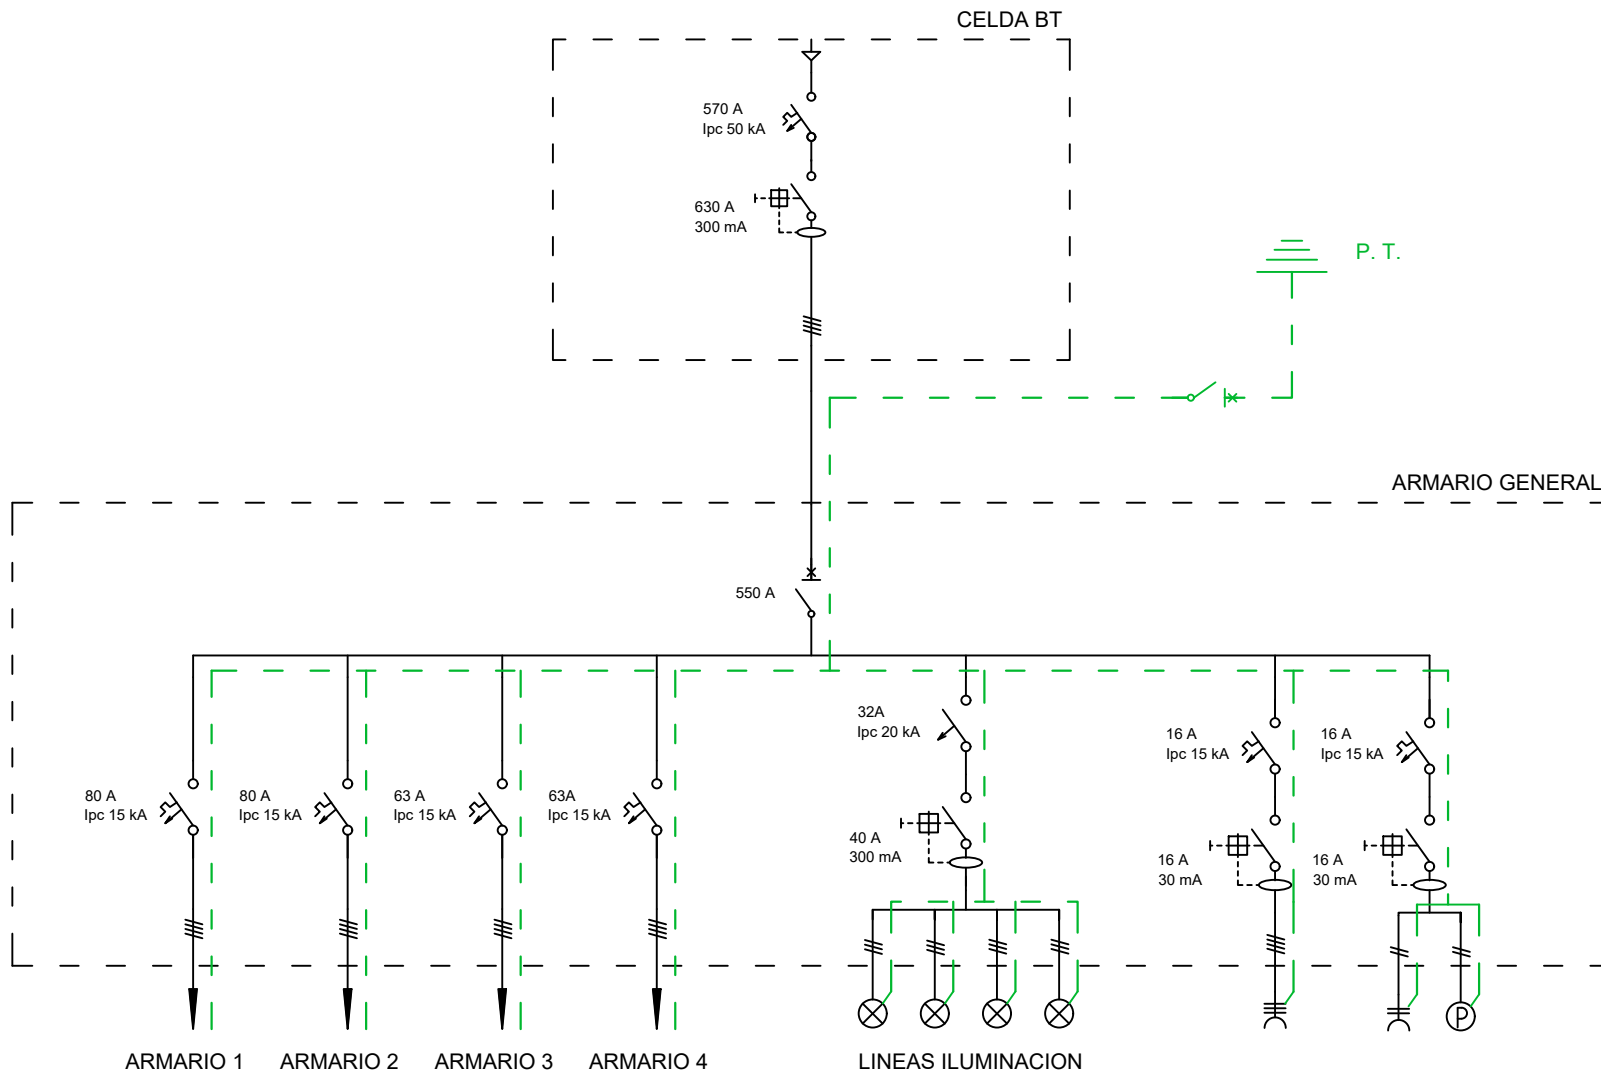 CELDA BT
570 A
Ipc 50 kA
630 A
300 mA
P. T.
ARMARIO GENERAL
550 A
32A
Ipc 20 kA
16 A
Ipc 15 kA
16 A
Ipc 15 kA
80 A
Ipc 15 kA
80 A
Ipc 15 kA
63 A
Ipc 15 kA
63A
Ipc 15 kA
40 A
300 mA
16 A
30 mA
16 A
30 mA
P
ARMARIO 1
ARMARIO 2
ARMARIO 3
ARMARIO 4
LINEAS ILUMINACION